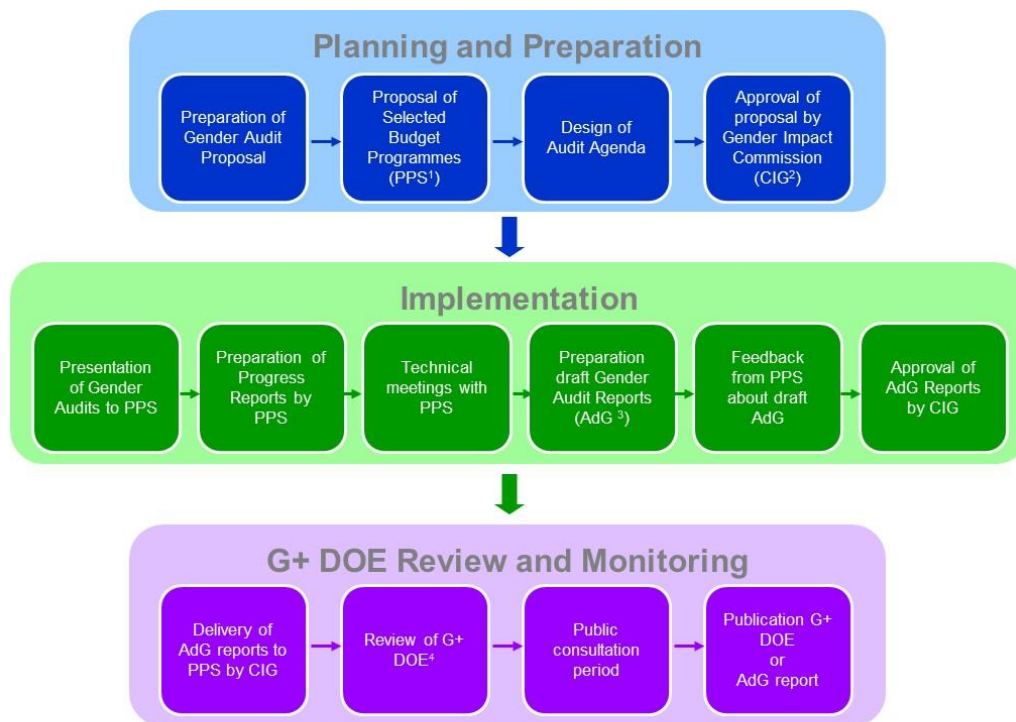 Planning and Preparation
Preparation of
Gender Audit
Proposal
Proposal of
Selected
Budget
Programmes
(PPS¹)
Design of
Audit Agenda
Approval of
proposal by
Gender Impact
Commission
(CIG²)
Implementation
Presentation
of Gender
Audits to PPS
Preparation of
Progress
Reports by
PPS
Technical
meetings with
PPS
Preparation
draft Gender
Audit Reports
(AdG ³)
Feedback
from PPS
about draft
AdG
Approval of
AdG Reports
by CIG
G+ DOE Review and Monitoring
Delivery of
AdG reports to
PPS by CIG
Review of G+
DOE⁴
Public
consultation
period
Publication G+
DOE
or
AdG report